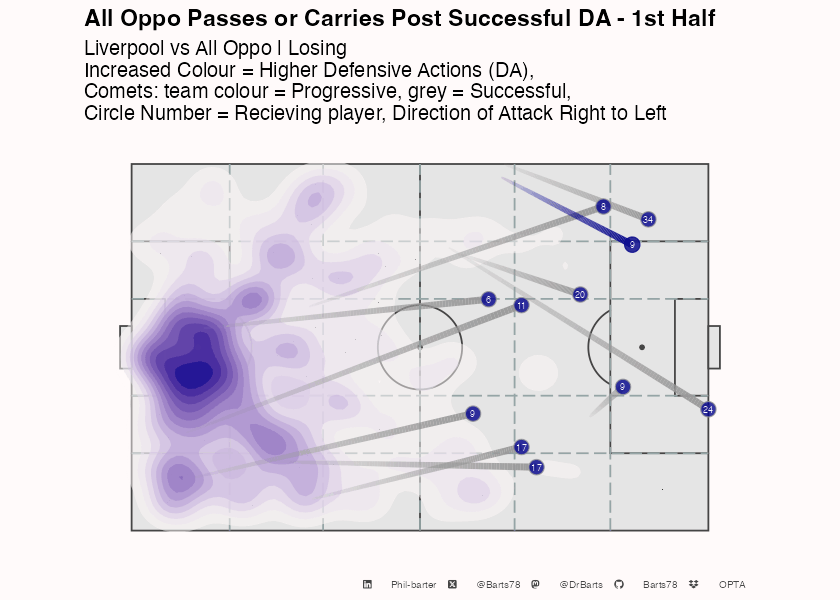 All Oppo Passes or Carries Post Successful DA - 1st Half
Liverpool vs All Oppo | Losing
Increased Colour = Higher Defensive Actions (DA),
Comets: team colour = Progressive, grey = Successful,
Circle Number = Recieving player, Direction of Attack Right to Left
8
34
9
20
6
11
9
24
9
17
17
Phil-barter @Barts78 @DrBarts Barts78 OPTA